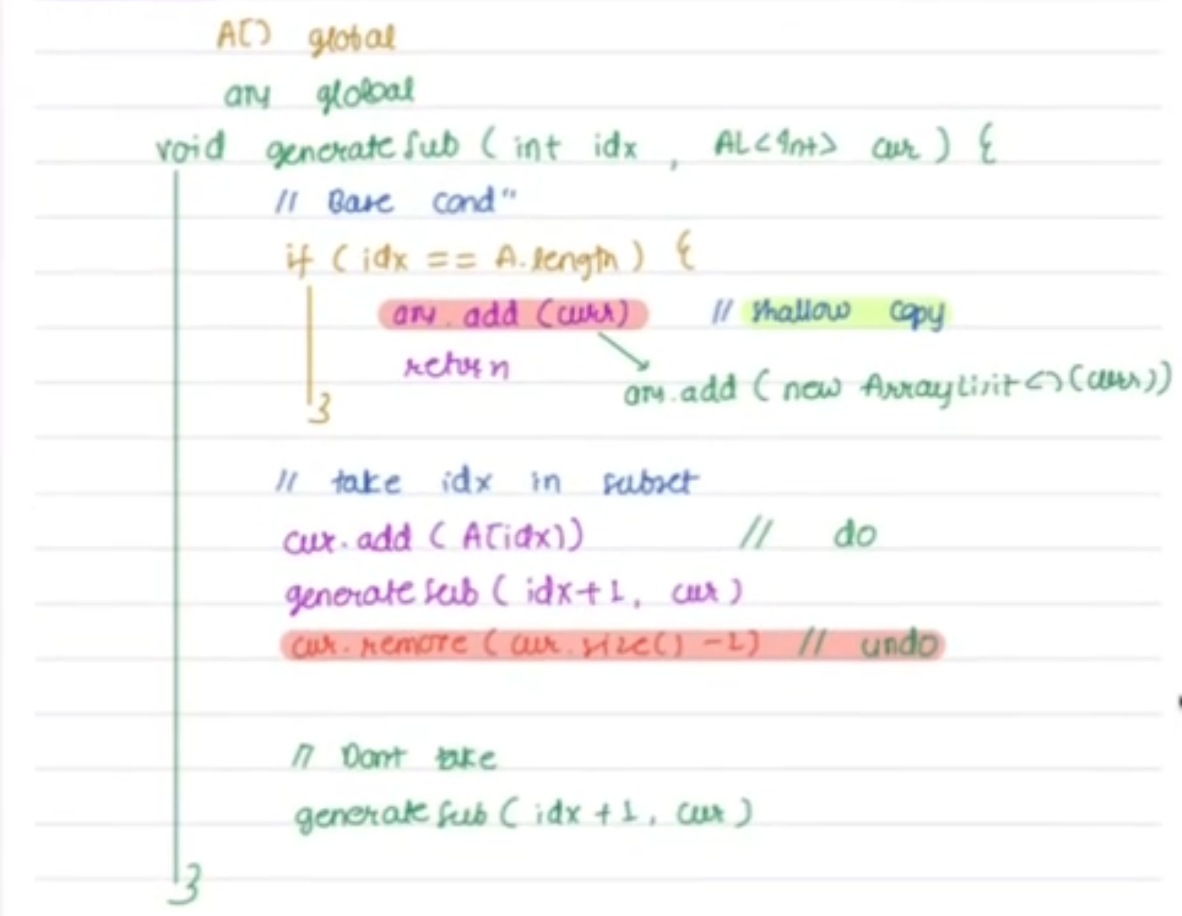 A[] global
ans global
void generateSub ( int idx , AL<Int> cur ) {
// Base cond"
if ( idx == A.length ) {
ans.add (curr) // shallow copy
return
ans.add ( new ArrayList<>(curr))
}
// take idx in subset
cur.add ( A[idx]) // do
generateSub ( idx+1, cur )
cur.remove ( cur.size() -1) // undo
// Dont take
generateSub ( idx +1, cur )
}